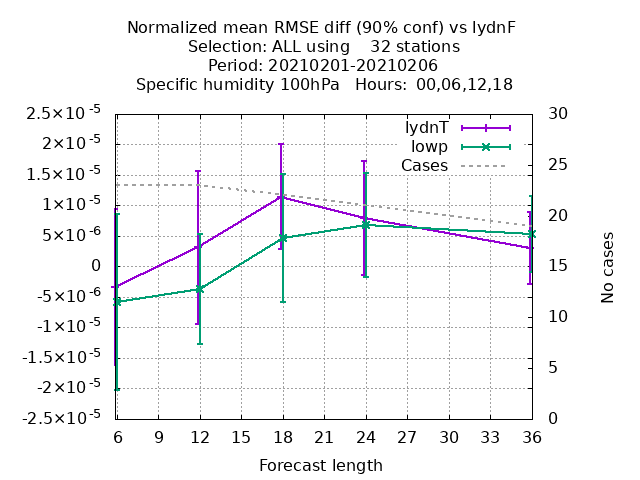 Normalized mean RMSE diff (90% conf) vs lydnF
Selection: ALL using    32 stations
Period: 20210201-20210206
Specific humidity 100hPa   Hours: 00,06,12,18
2.5×10⁻⁵
2×10⁻⁵
1.5×10⁻⁵
1×10⁻⁵
5×10⁻⁶
0
-5×10⁻⁶
-1×10⁻⁵
-1.5×10⁻⁵
-2×10⁻⁵
-2.5×10⁻⁵
lydnT
lowp
Cases
30
25
20
15
10
5
0
No cases
6 9 12 15 18 21 24 27 30 33 36
Forecast length